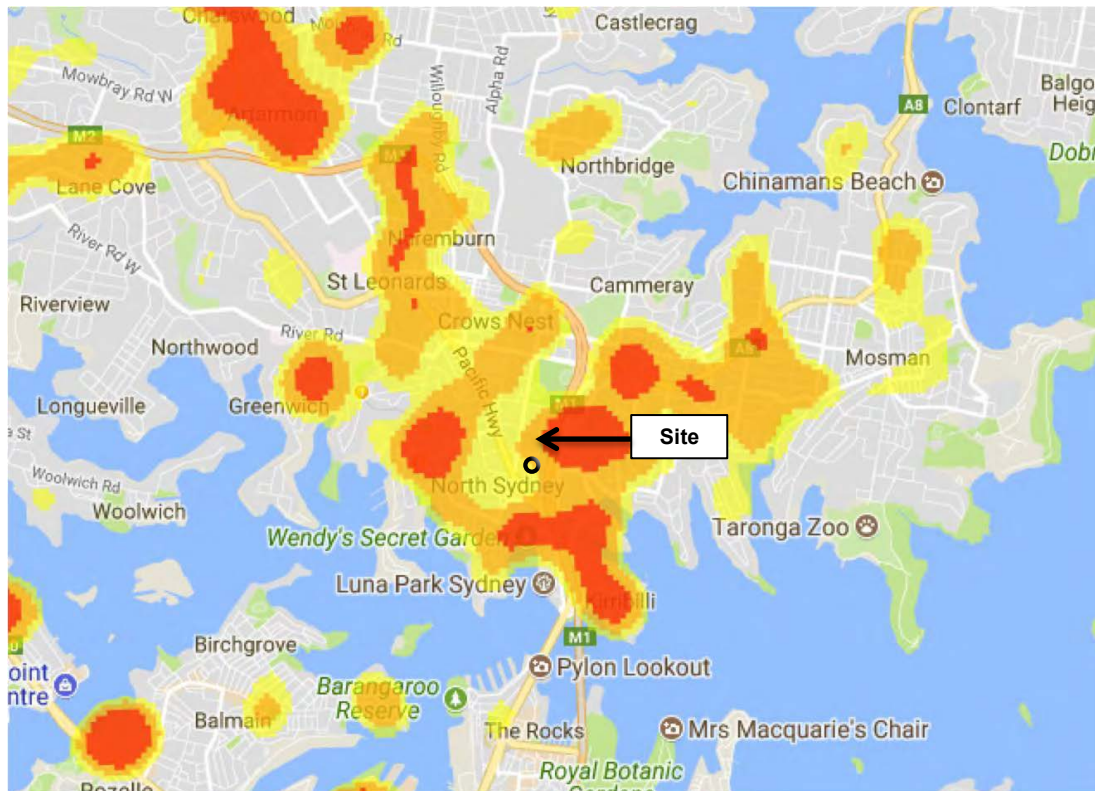 Chatswood
Castlecrag
Mowbray Rd W
Willoughby Rd
Alpha Rd
A8
Clontarf
Artarmon
M2
Lane Cove
Northbridge
Chinamans Beach
River Rd W
Naremburn
St Leonards
Cammeray
Riverview
Crows Nest
River Rd
Northwood
Pacific Hwy
A8
Mosman
Longueville
Greenwich
M1
Site
Woolwich Rd
North Sydney
Woolwich
Wendy's Secret Garden
Taronga Zoo
Luna Park Sydney
Kirribilli
M1
Birchgrove
Pylon Lookout
Barangaroo
Reserve
Balmain
The Rocks
Mrs Macquarie's Chair
Royal Botanic
Gardens
Rozelle